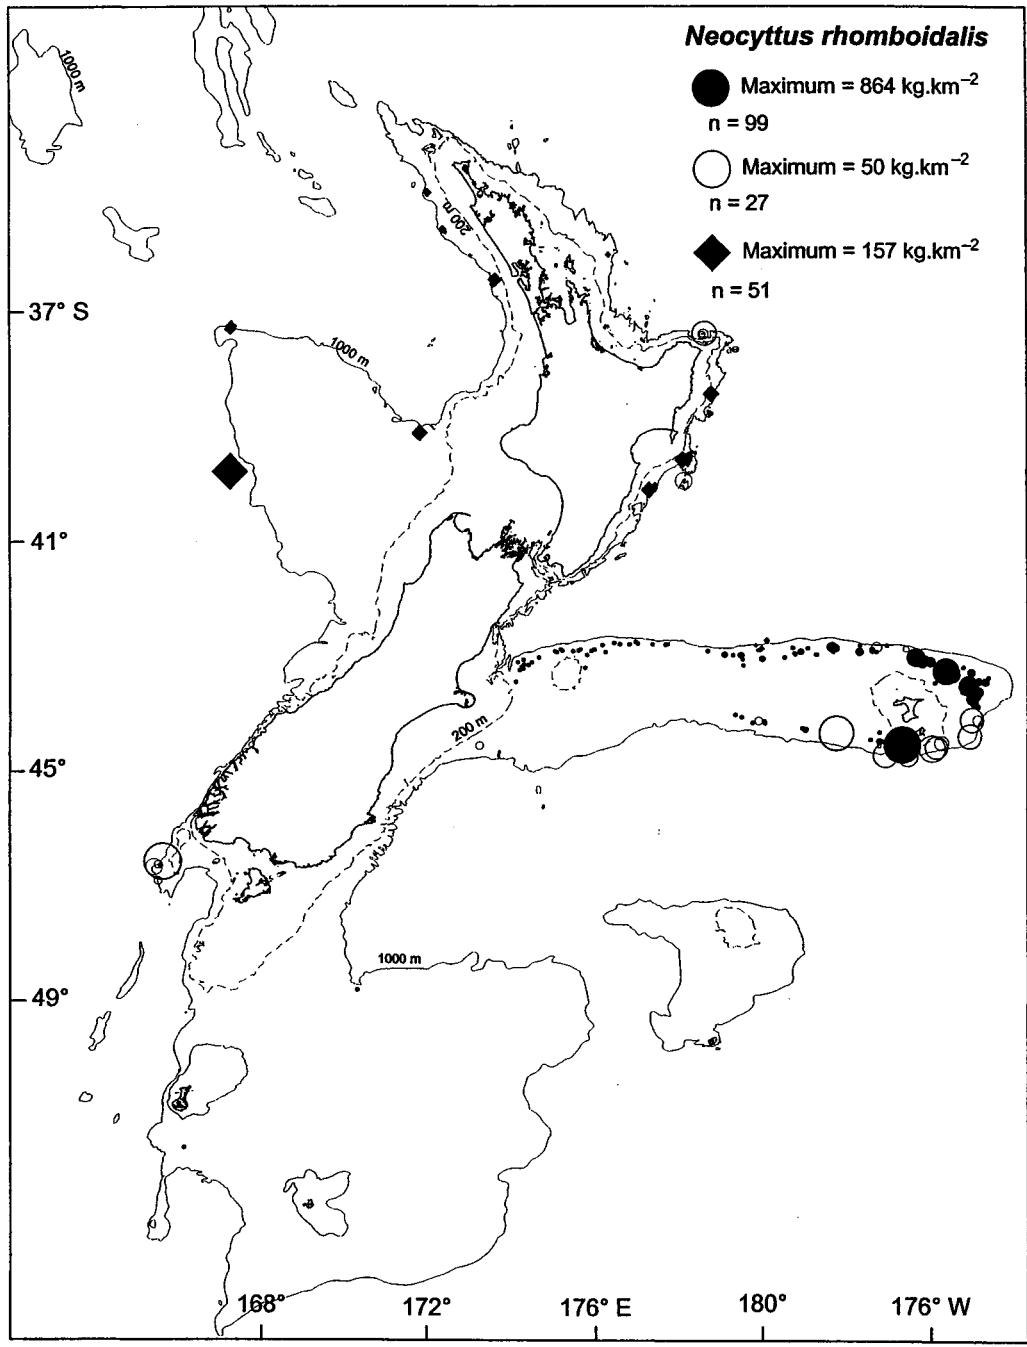 Neocyttus rhomboidalis
Maximum = 864 kg.km⁻²
n = 99
Maximum = 50 kg.km⁻²
n = 27
Maximum = 157 kg.km⁻²
n = 51
1000 m
200 m
37° S
1000 m
41°
200 m
45°
1000 m
49°
168°
172°
176° E
180°
176° W